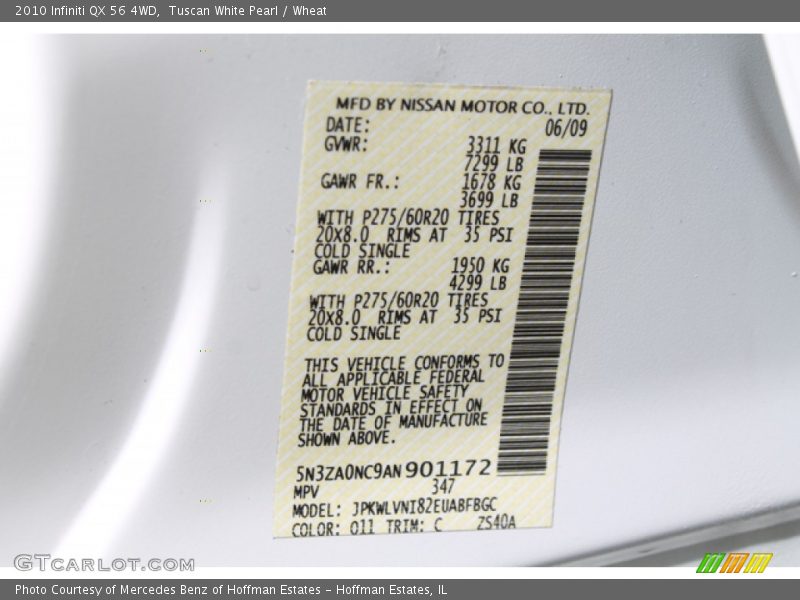 2010 Infiniti QX 56 4WD,  Tuscan White Pearl / Wheat
MFD BY NISSAN MOTOR CO., LTD.
DATE: 06/09
GVWR: 3311 KG
7299 LB
GAWR FR.: 1678 KG
3699 LB
WITH P275/60R20 TIRES
20X8.0 RIMS AT 35 PSI
COLD SINGLE
GAWR RR.: 1950 KG
4299 LB
WITH P275/60R20 TIRES
20X8.0 RIMS AT 35 PSI
COLD SINGLE
THIS VEHICLE CONFORMS TO
ALL APPLICABLE FEDERAL
MOTOR VEHICLE SAFETY
STANDARDS IN EFFECT ON
THE DATE OF MANUFACTURE
SHOWN ABOVE.
5N3ZA0NC9AN901172
MPV 347
MODEL: JPKWLVNI82EUABFBGC
COLOR: 011 TRIM: C ZS40A
GTCarLot.com
Photo Courtesy of Mercedes Benz of Hoffman Estates - Hoffman Estates, IL